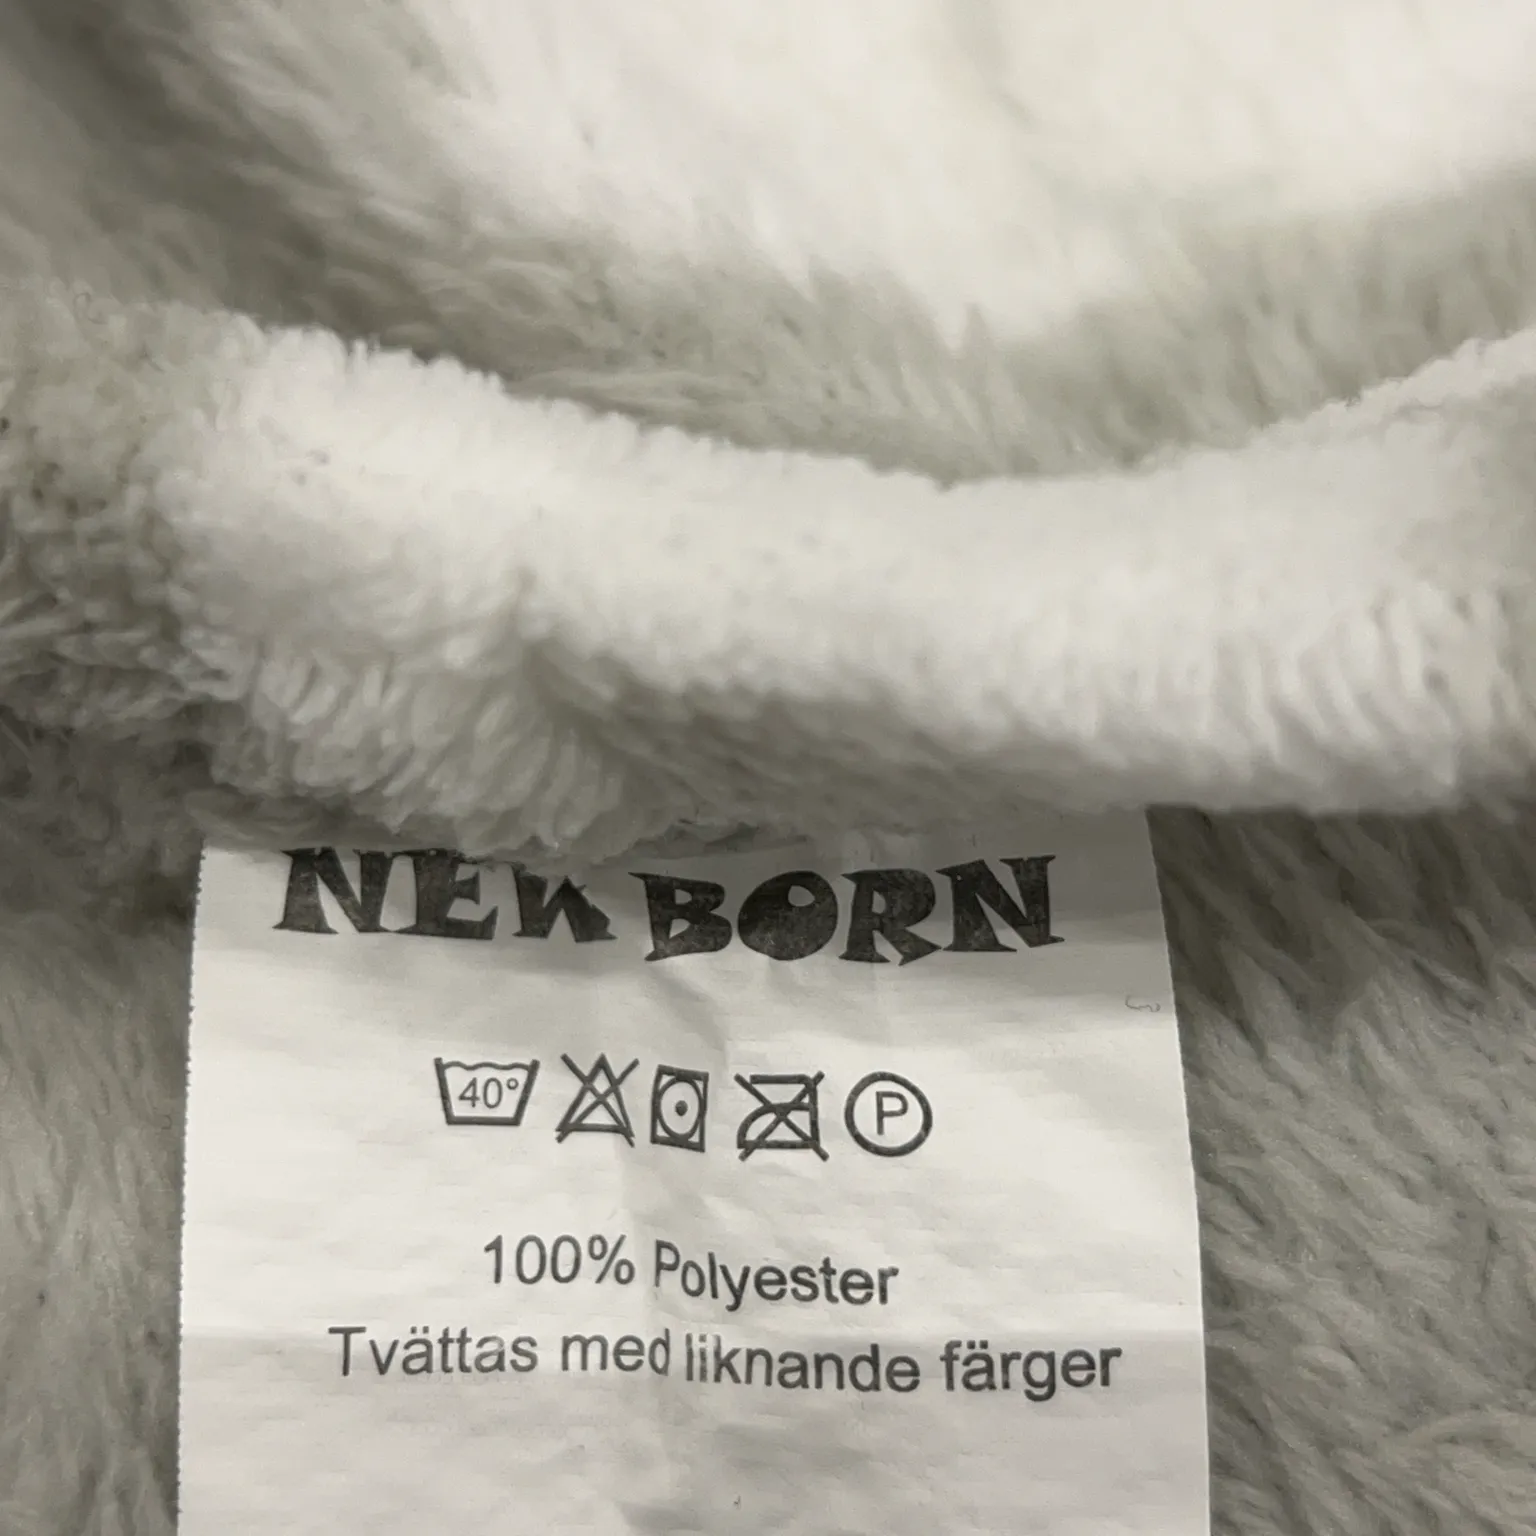 NEW BORN
40°
P
100% Polyester
Tvättas med liknande färger